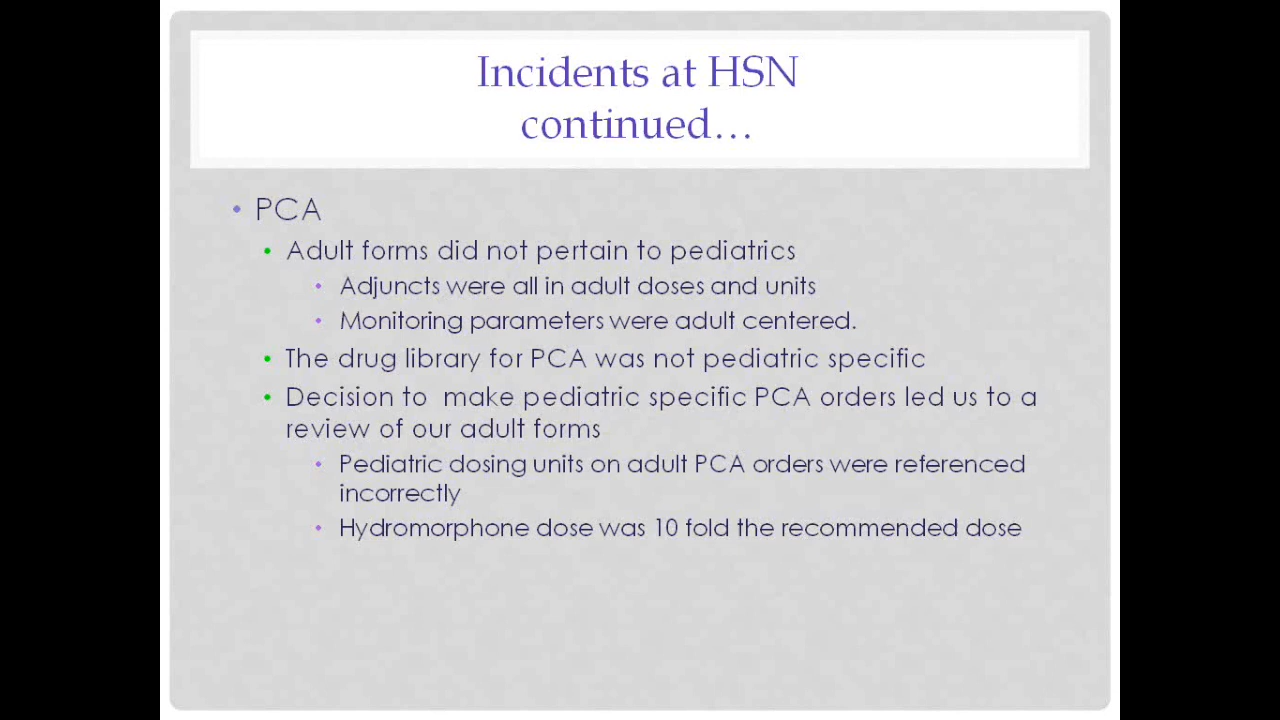 Incidents at HSN
continued…
• PCA
• Adult forms did not pertain to pediatrics
• Adjuncts were all in adult doses and units
• Monitoring parameters were adult centered.
• The drug library for PCA was not pediatric specific
• Decision to  make pediatric specific PCA orders led us to a
review of our adult forms
• Pediatric dosing units on adult PCA orders were referenced
incorrectly
• Hydromorphone dose was 10 fold the recommended dose